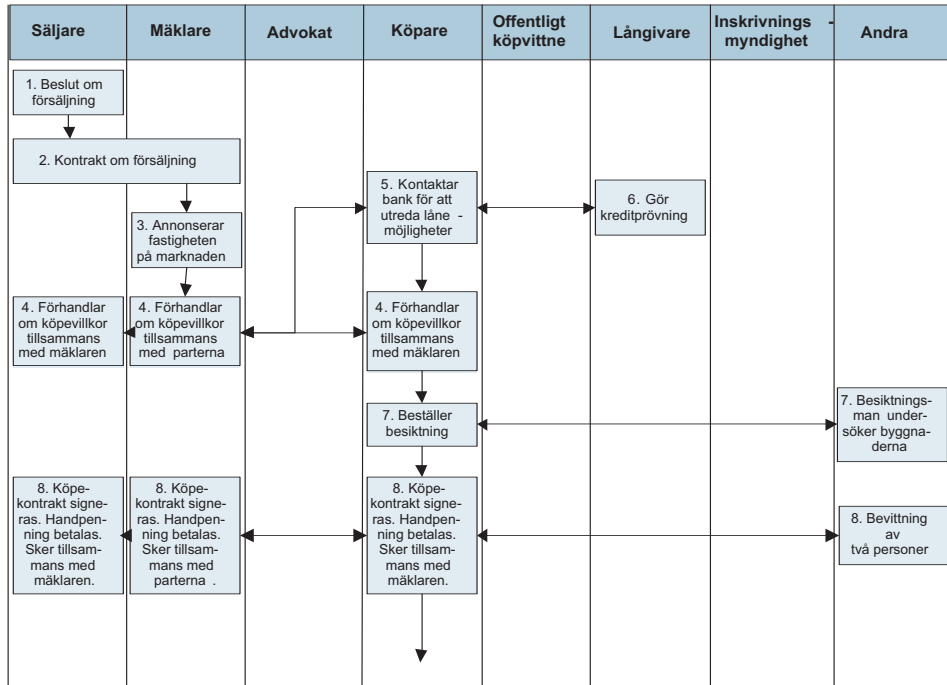 Säljare
Mäklare
Advokat
Köpare
Offentligt
köpvittne
Långivare
Inskrivnings -
myndighet
Andra
1. Beslut om
försäljning
2. Kontrakt om försäljning
3. Annonserar
fastigheten
på marknaden
5. Kontaktar
bank för att
utreda låne -
möjligheter
6. Gör
kreditprövning
4. Förhandlar
om köpevillkor
tillsammans
med mäklaren
4. Förhandlar
om köpevillkor
tillsammans
med parterna
4. Förhandlar
om köpevillkor
tillsammans
med mäklaren
7. Beställer
besiktning
7. Besiktnings-
man under-
söker byggna-
derna
8. Köpe-
kontrakt signe-
ras. Handpen-
ning betalas.
Sker tillsam-
mans med
mäklaren.
8. Köpe-
kontrakt signe-
ras. Handpen-
ning betalas.
Sker tillsam-
mans med
parterna .
8. Köpe-
kontrakt signe-
ras. Handpen-
ning betalas.
Sker tillsam-
mans med
mäklaren.
8. Bevittning
av
två personer